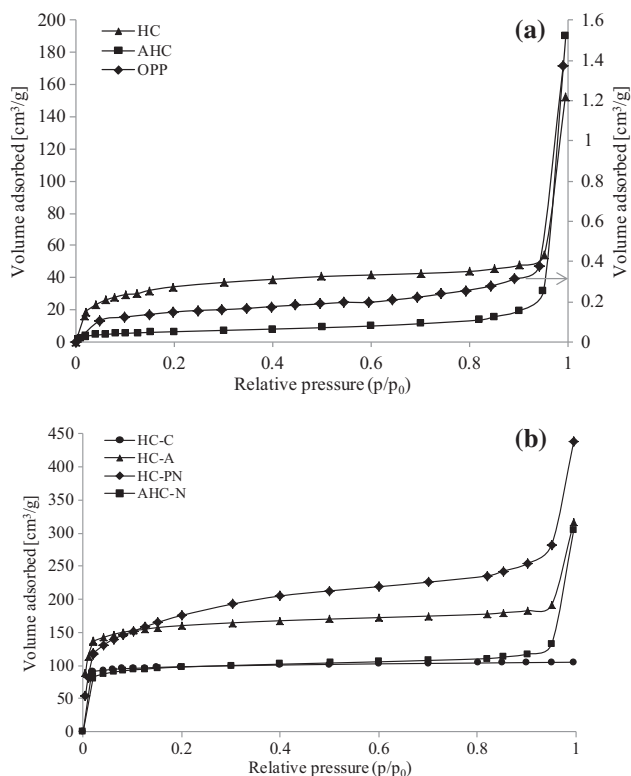 (a)
HC
AHC
OPP
Volume adsorbed [cm³/g]
200
180
160
140
120
100
80
60
40
20
0
1.6
1.4
1.2
1
0.8
0.6
0.4
0.2
0
Volume adsorbed [cm³/g]
0 0.2 0.4 0.6 0.8 1
Relative pressure (p/p₀)
(b)
HC-C
HC-A
HC-PN
AHC-N
Volume adsorbed [cm³/g]
450
400
350
300
250
200
150
100
50
0
0 0.2 0.4 0.6 0.8 1
Relative pressure (p/p₀)